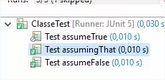 ClasseTest [Runner: JUnit 5] (0,030 s)
Test assumeTrue (0,010 s)
Test assumingThat (0,010 s)
Test assumeFalse (0,010 s)